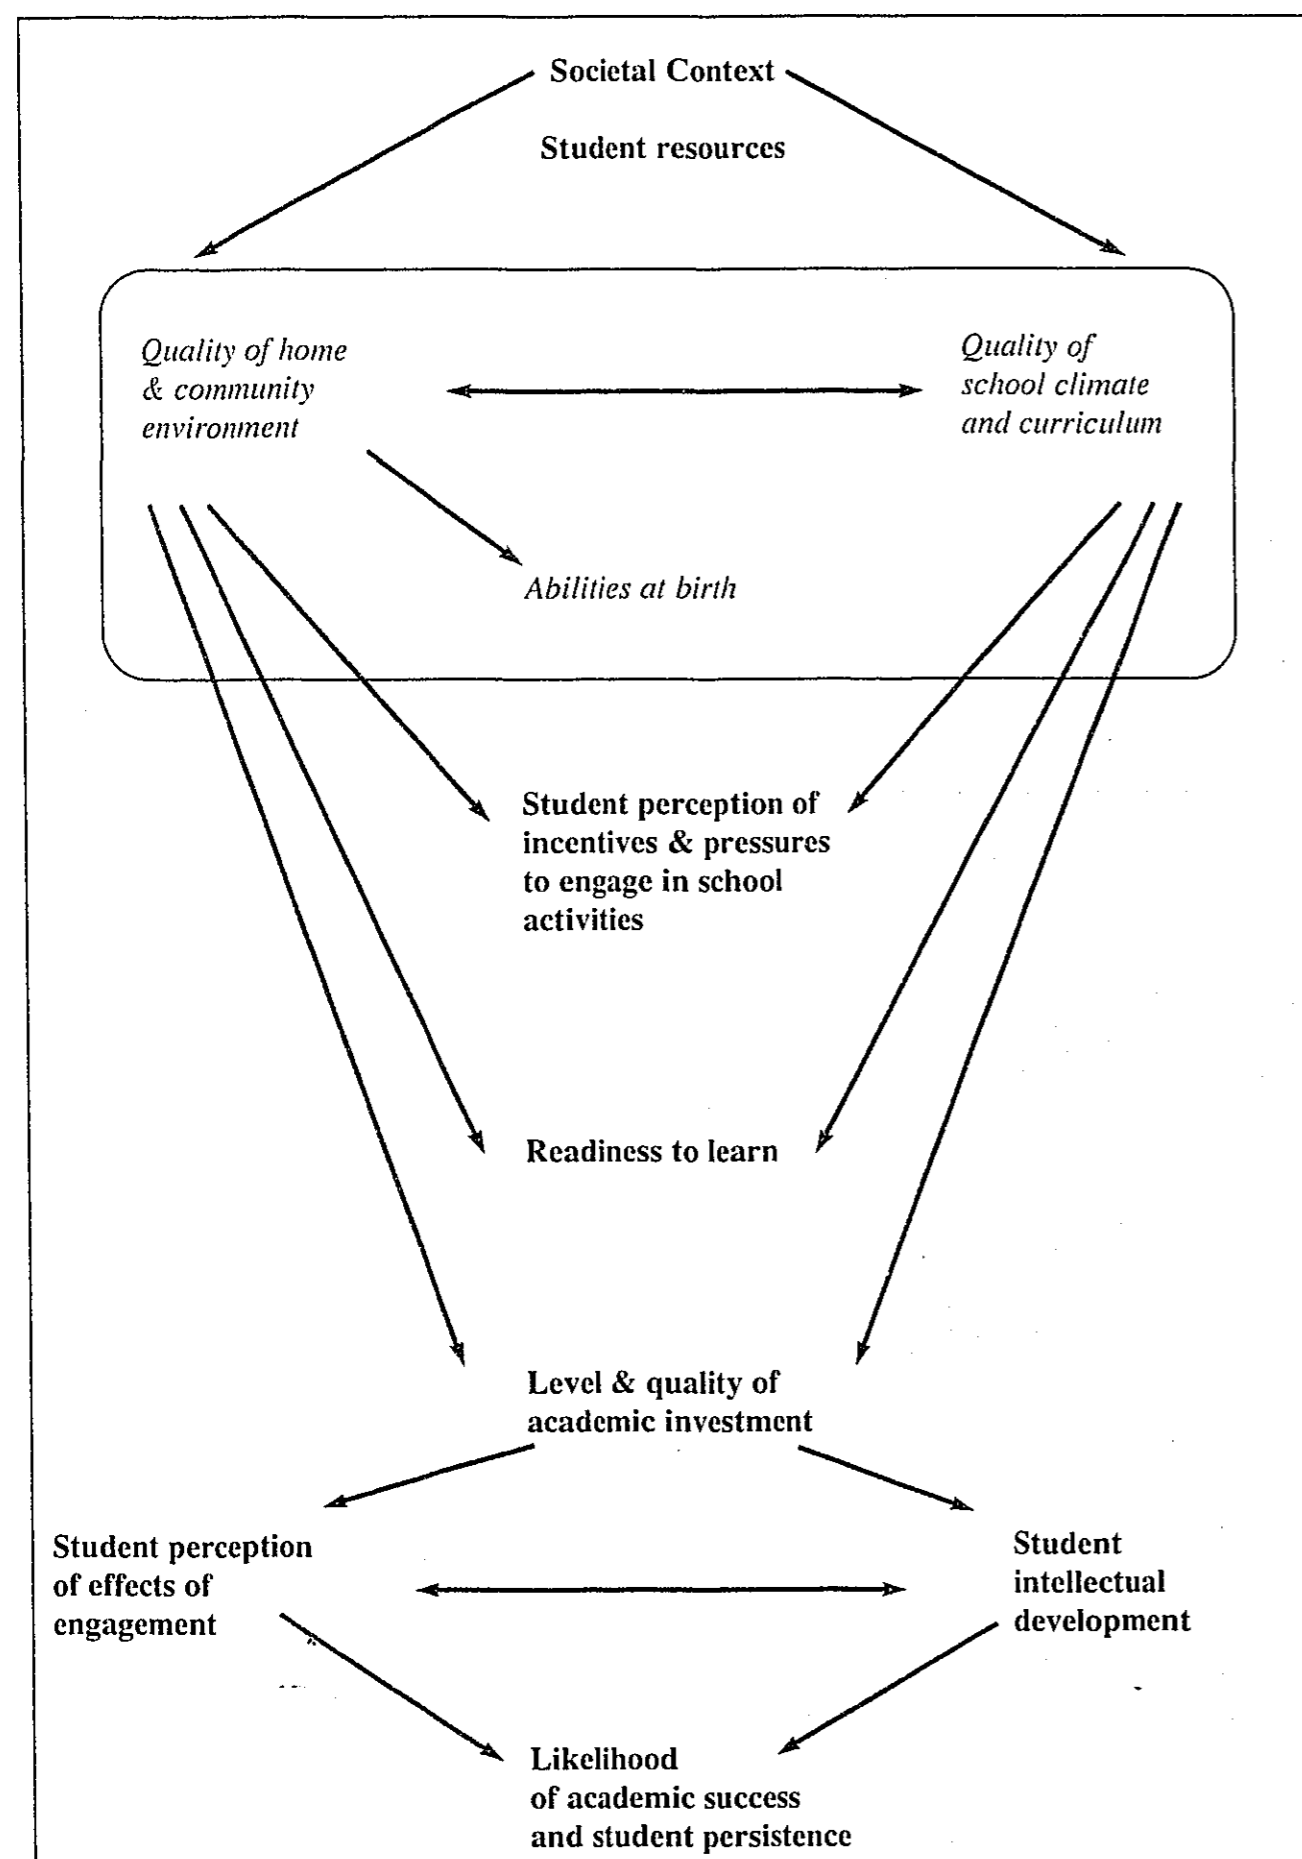 Societal Context
Student resources
Quality of home
& community
environment
Quality of
school climate
and curriculum
Abilities at birth
Student perception of
incentives & pressures
to engage in school
activities
Readiness to learn
Level & quality of
academic investment
Student perception
of effects of
engagement
Student
intellectual
development
Likelihood
of academic success
and student persistence